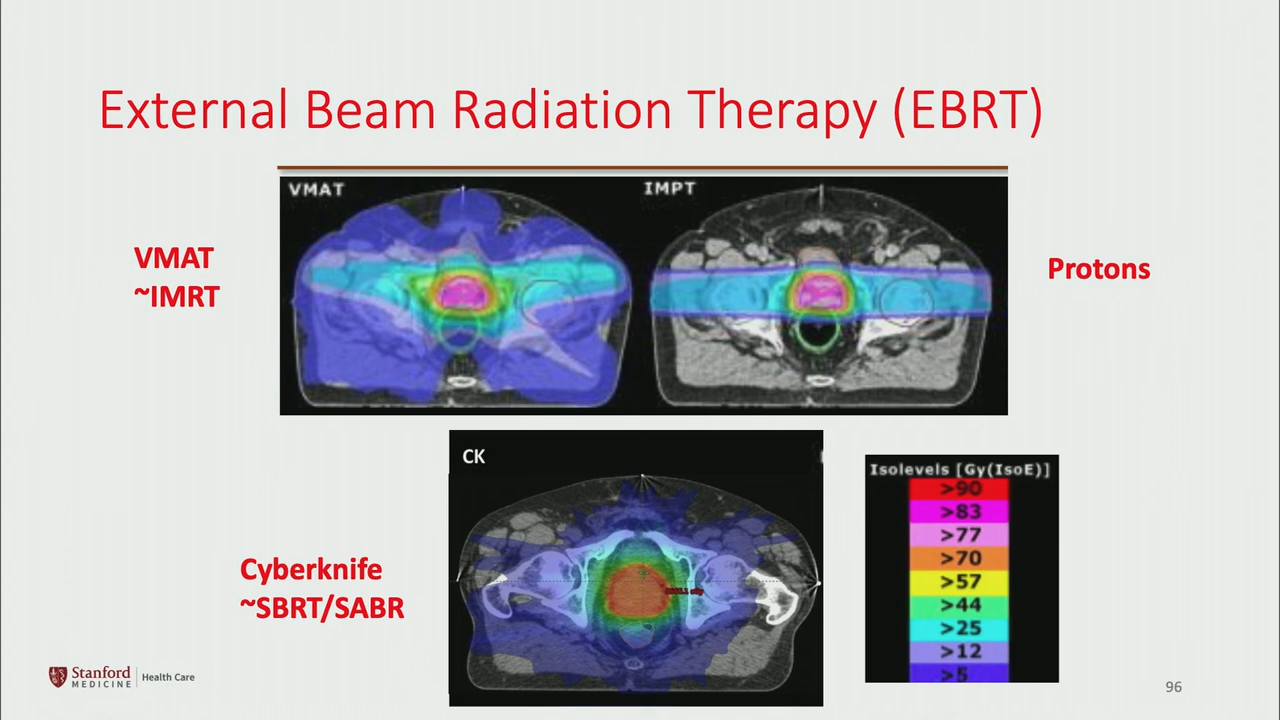 External Beam Radiation Therapy (EBRT)
VMAT
IMPT
VMAT
~IMRT
Protons
CK
Cyberknife
~SBRT/SABR
Isolevels [Gy(IsoE)]
>90
>83
>77
>70
>57
>44
>25
>12
>5
Stanford
MEDICINE
Health Care
96